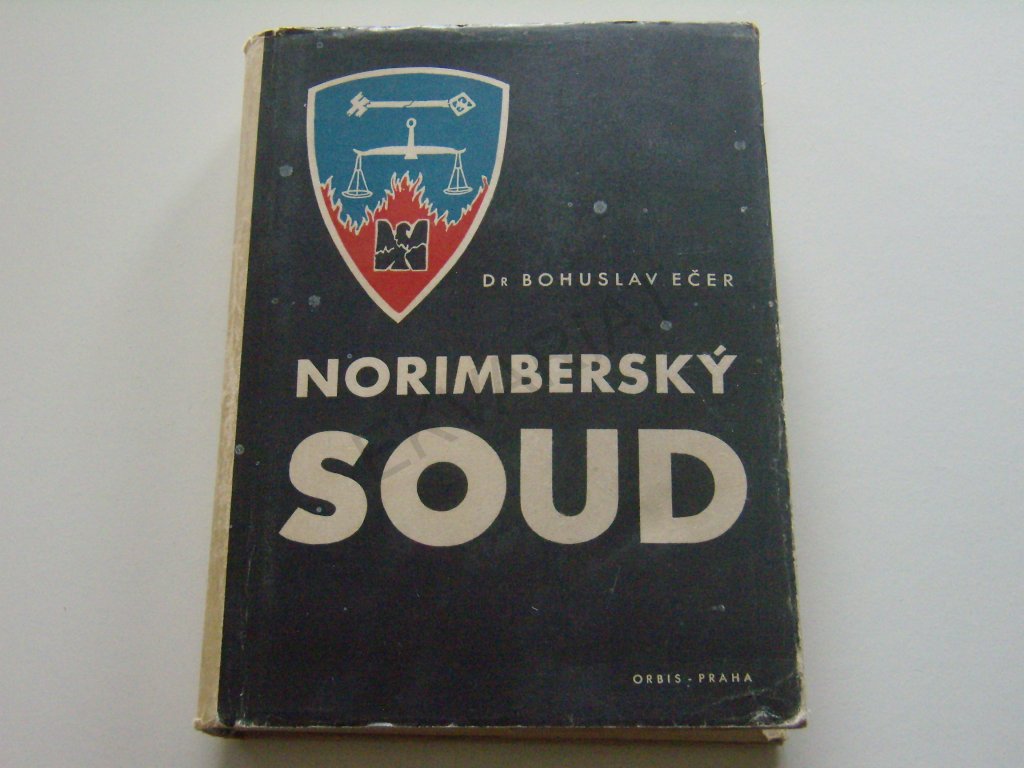 Dr BOHUSLAV EČER
NORIMBERSKÝ
SOUD
ORBIS - PRAHA